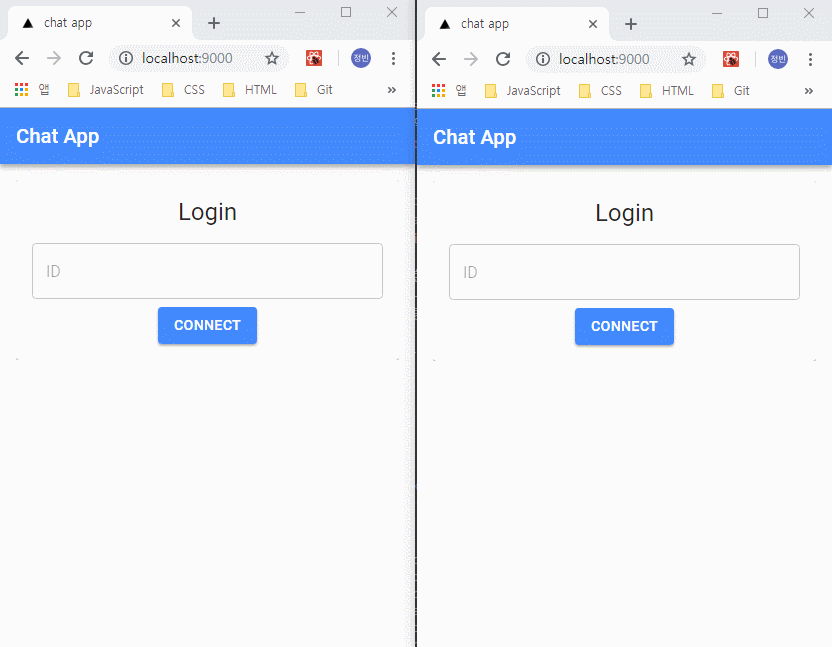 chat app
localhost:9000
정빈
앱 JavaScript CSS HTML Git »
Chat App
Login
ID
CONNECT
chat app
localhost:9000
정빈
앱 JavaScript CSS HTML Git »
Chat App
Login
ID
CONNECT